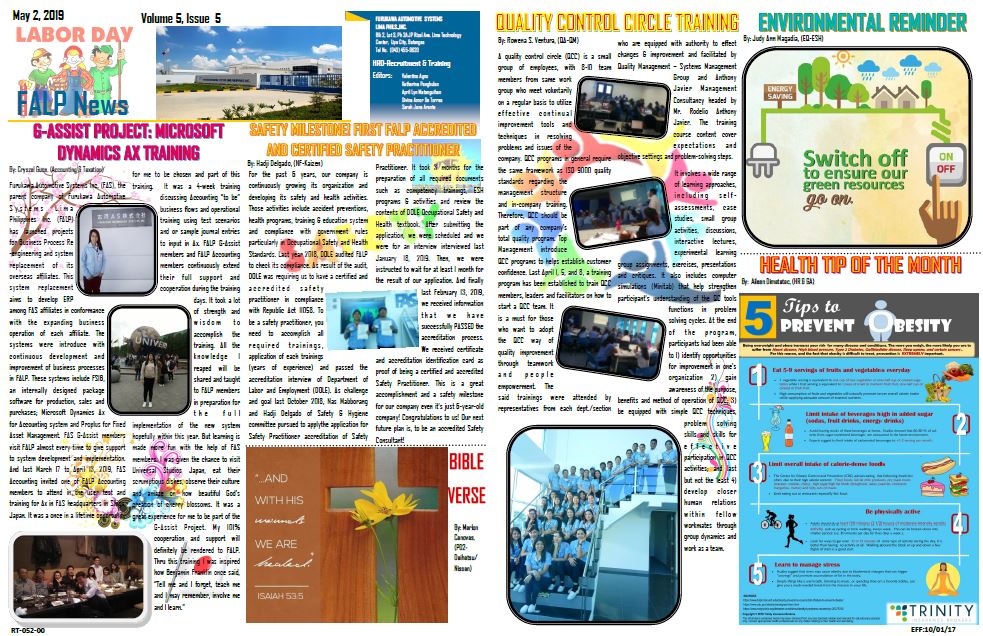 May 2, 2019
Volume 5, Issue 5
LABOR DAY
FALP News
FURUKAWA AUTOMOTIVE SYSTEMS
LIMA PHILS., INC.
Center, Lipa City, Batangas
HRD-Recruitment & Training
Editors:
G-ASSIST PROJECT: MICROSOFT
DYNAMICS AX TRAINING
By: Crystal Guno, (Accounting & Taxation)
Furukawa Automotive Systems Inc. (FAS), the
parent company of Furukawa Automotive
Systems Lima
Philippines Inc. (FALP)
has launched projects
for Business Process Re
engineering and system
replacement of its
overseas affiliates. This
system replacement
aims to develop ERP
among FAS affiliates in conformance
with the expanding business
operation of each affiliate. The
systems were introduce with
continuous development and
improvement of business processes
in FALP. These systems include PSIB,
an internally designed package
software for production, sales and
purchases; Microsoft Dynamics Ax
for Accounting system and Proplus for Fixed
Asset Management. FAS G-Assist members
visit FALP almost every-time to give support
to system development and implementation.
And last March 17 to April 13, 2019, FAS
Accounting invited one of FALP Accounting
members to attend in the user test and
training for Ax in FAS headquarters in
Japan. It was a once in a lifetime opportunity
for me to be chosen and part of this
training.
It was a 4-week training
discussing Accounting "to be"
business flows and operational
training using test scenarios
and or sample journal entries
to input in Ax. FALP G-Assist
members and FALP Accounting
members continuously extend
their full support and
cooperation during the training
days. It took a lot
of strength and
wisdom to
accomplish the
training. All the
knowledge I
reaped will be
shared and taught
to FALP members
in preparation for
the full
implementation of the new system
hopefully within this year. But learning is
made more fun with the help of FAS
members. I was given the chance to visit
Universal Studios Japan, eat their
scrumptious dishes, observe their culture
and amaze on how beautiful God's
creation of cherry blossoms. It was a
great experience for me to be part of the
G-Assist Project. My 101%
cooperation and support will
definitely be rendered to FALP.
Thru this training I was inspired
how Benjamin Franklin once said,
"Tell me and I forget, teach me
and I may remember, involve me
and I learn."
SAFETY MILESTONE! FIRST FALP ACCREDITED
AND CERTIFIED SAFETY PRACTITIONER
By: Hadji Delgado, (NF-Kaizen)
For the past 6 years, our company is
continuously growing its organization and
developing its safety and health activities.
Those activities include accident preventions,
health programs, training & education system
and compliance with government rules
particularly in Occupational Safety and Health
Standards. Last year 2018, DOLE audited FALP
to check its compliance. As result of the audit,
DOLE was requiring us to have a certified and
accredited safety
practitioner in compliance
with Republic Act 11058. To
be a safety practitioner, you
need to accomplish all
required trainings,
application of each trainings
(years of experience) and passed the
accreditation interview of Department of
Labor and Employment (DOLE). As challenge
and goal last October 2018, Nas Mabborang
and Hadji Delgado of Safety & Hygiene
committee pursued to apply the application for
Safety Practitioner accreditation of Safety
Practitioner. It took 3 months for the
preparation of all required documents
such as competency trainings, ESH
programs & activities and review
the contents of DOLE Occupational Safety
and Health textbook. After submitting the
application, we were scheduled and we
were for an interview interviewed last
January 18, 2019. Then, we were
instructed to wait for at least 1 month for
the result of our application. And finally
last February 13, 2019,
we received information
that we have
successfully PASSED the
accreditation process.
We received certificate
and accredited identification card as
proof of being a certified and accredited
Safety Practitioner. This is a great
accomplishment and a safety milestone
for our company even it's just 6-year-old
company! Congratulations to us! Our next
future plan is, to be an accredited Safety
Consultant!
"...AND
WITH HIS
wounds
WE ARE
healed"
ISAIAH 53:5
BIBLE
VERSE
By: Marlon
Canovas,
(PD2-
Daihatsu/
Nissan)
QUALITY CONTROL CIRCLE TRAINING
By: Rowena S. Ventura, (QA-QM)
A quality control circle (QCC) is a small
group of employees, with
8-10 team
members from same work
group who meet voluntarily
on a regular basis to utilize
effective continual
improvement tools and
techniques in resolving
problems and issues of the
company. QCC programs in general require
the same framework as ISO 9000 quality
standards regarding the
management structure
and in-company training.
Therefore, QCC should be
part of any company's
total quality program. Top
Management introduce
QCC programs to helps establish customer
confidence. Last April 1, 5, and 8, a training
program has been established to train QCC
members, leaders and facilitators on how to
start a QCC team. It
is a must for those
who want to adopt
the QCC way of
quality improvement
through teamwork
and people
empowerment. The
said trainings were attended by
representatives from each dept./section
who are equipped with authority to effect
changes & improvement and facilitated by
Quality Management – Systems Management
Group and Anthony
Javier Management
Consultancy headed by
Mr. Rodelio Anthony
Javier. The training
course content cover
expectations and
objective settings and problem-solving steps.
It involves a wide range
of learning approaches,
including self-
assessments, case
studies, small group
activities, discussions,
interactive lectures,
experimental learning
group assignments, exercises, presentations
and critiques. It also includes computer
simulations (Minitab) that help strengthen
participant's understanding of the QC tools
functions in problem
solving cycles. At the end
of the program,
participants had been able
to 1) identify opportunities
for improvement in one's
organization 2) gain
awareness of the purpose,
benefits and method of operation of QCC, 3)
be equipped with simple QCC techniques,
problem solving
skills and skills for
effective
participation in QCC
activities, and last
but not the least 4)
develop closer
human relations
within fellow
workmates through
group dynamics and
work as a team.
ENVIRONMENTAL REMINDER
By: Judy Ann Magadia, (EQ-ESH)
ENERGY
SAVING
Switch off
to ensure our
green resources
go on.
ON
OFF
HEALTH TIP OF THE MONTH
By: Aileen Dimatatac, (HR & GA)
5 Tips to
PREVENT OBESITY
1
Eat 5-9 servings of fruits and vegetables everyday
Limit intake of beverages high in added sugar
(sodas, fruit drinks, energy drinks)
2
3
Limit overall intake of calorie-dense foods
Be physically active
4
5
Learn to manage stress
TRINITY
INSURANCE BROKERS
RT-052-00
EFF:10/01/17